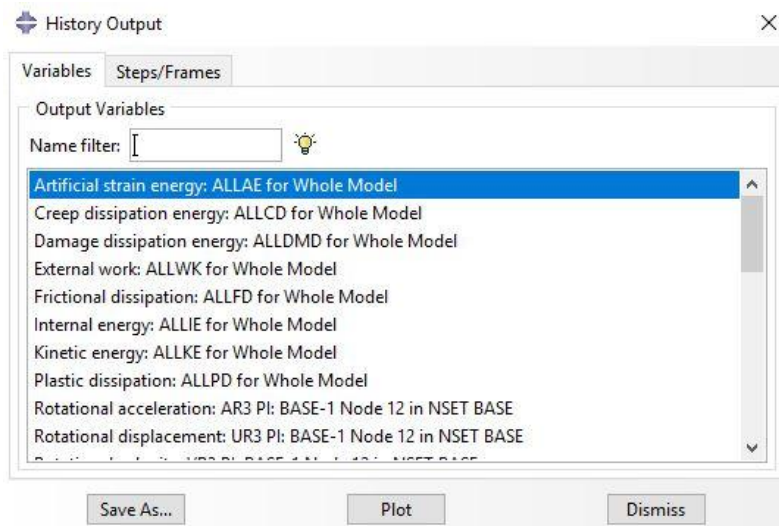 History Output
Variables Steps/Frames
Output Variables
Name filter:
Artificial strain energy: ALLAE for Whole Model
Creep dissipation energy: ALLCD for Whole Model
Damage dissipation energy: ALLDMD for Whole Model
External work: ALLWK for Whole Model
Frictional dissipation: ALLFD for Whole Model
Internal energy: ALLIE for Whole Model
Kinetic energy: ALLKE for Whole Model
Plastic dissipation: ALLPD for Whole Model
Rotational acceleration: AR3 PI: BASE-1 Node 12 in NSET BASE
Rotational displacement: UR3 PI: BASE-1 Node 12 in NSET BASE
Save As... Plot Dismiss